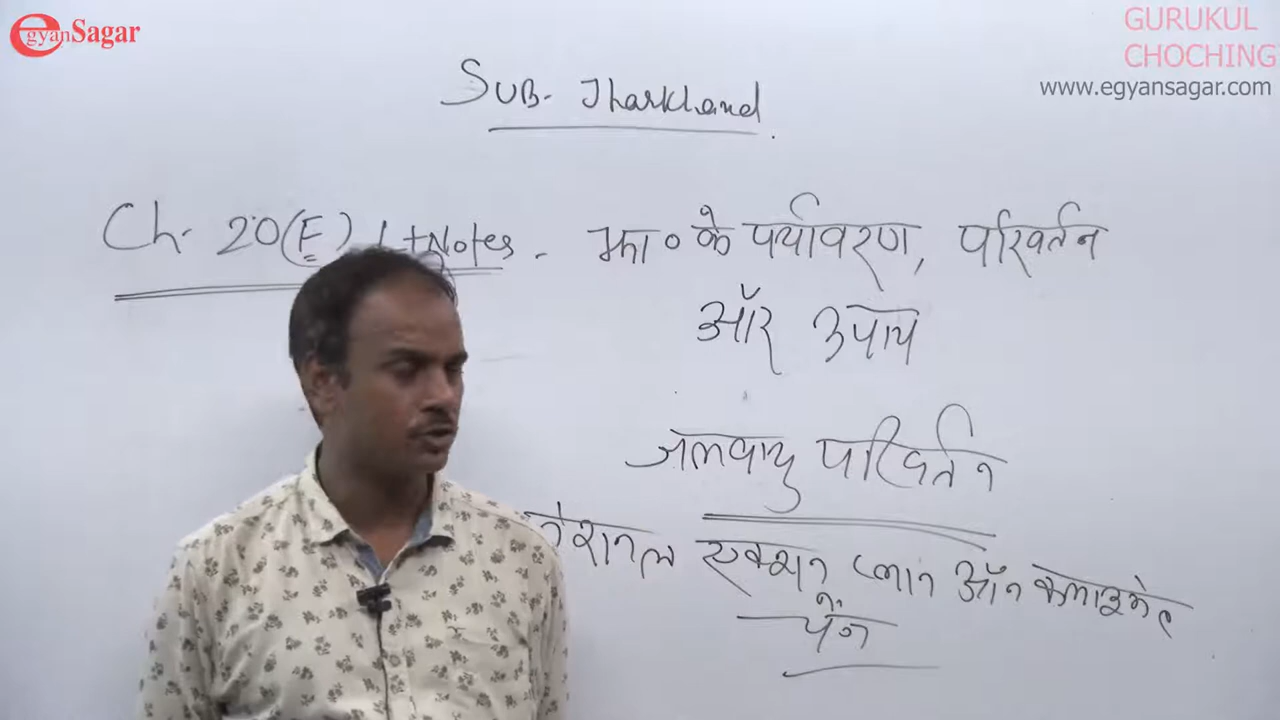 egyanSagar
GURUKUL
CHOCHING
www.egyansagar.com
SUB- Jharkhand
Ch- 20(E) Notes - झा० के पर्यावरण, परिवर्तन
और उपाय
जलवायु परिवर्तन
नेशनल एक्शन प्लान ऑन क्लाइमेट
चेंज